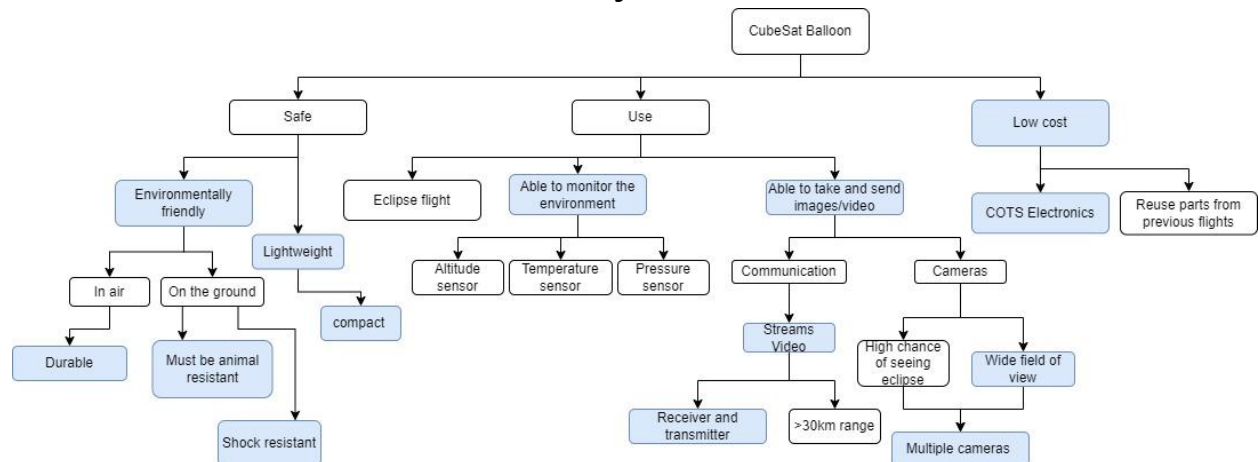 CubeSat Balloon
Safe
Use
Low cost
Environmentally
friendly
Eclipse flight
Able to monitor the
environment
Able to take and send
images/video
COTS Electronics
Reuse parts from
previous flights
Lightweight
In air
On the ground
Altitude
sensor
Temperature
sensor
Pressure
sensor
Communication
Cameras
compact
Durable
Must be animal
resistant
Streams
Video
High chance
of seeing
eclipse
Wide field of
view
Shock resistant
Receiver and
transmitter
>30km range
Multiple cameras